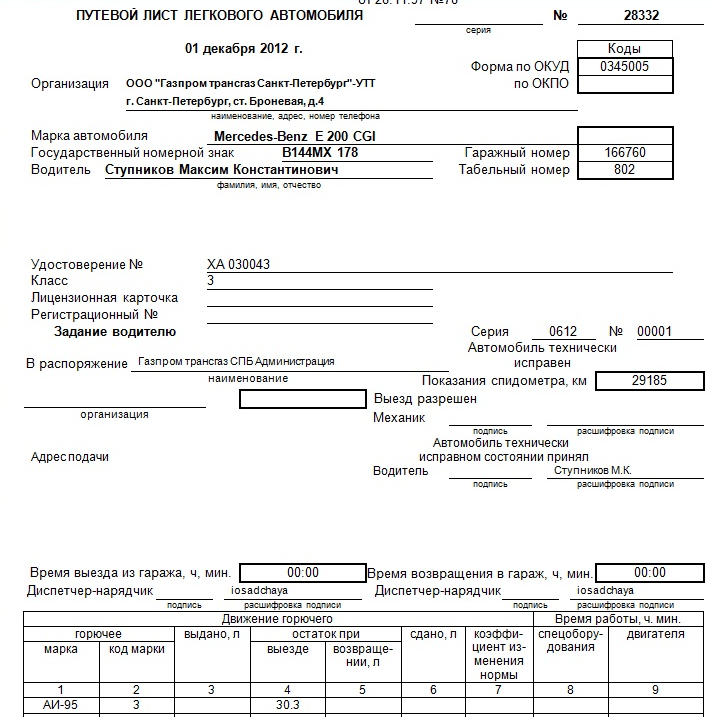 от 28.11.97 №78
ПУТЕВОЙ ЛИСТ ЛЕГКОВОГО АВТОМОБИЛЯ № 28332
серия
01 декабря 2012 г. Коды
Форма по ОКУД 0345005
Организация ООО "Газпром трансгаз Санкт-Петербург"-УТТ по ОКПО
г. Санкт-Петербург, ст. Броневая, д.4
наименование, адрес, номер телефона
Марка автомобиля Mercedes-Benz E 200 CGI
Государственный номерной знак В144МХ 178 Гаражный номер 166760
Водитель Ступников Максим Константинович Табельный номер 802
фамилия, имя, отчество
Удостоверение № ХА 030043
Класс 3
Лицензионная карточка
Регистрационный №
Задание водителю Серия 0612 № 00001
Автомобиль технически
исправен
В распоряжение Газпром трансгаз СПБ Администрация
наименование Показания спидометра, км 29185
Выезд разрешен
организация
Механик
подпись расшифровка подписи
Автомобиль технически
Адрес подачи исправном состоянии принял
Водитель Ступников М.К.
подпись расшифровка подписи
Время выезда из гаража, ч, мин. 00:00 Время возвращения в гараж, ч, мин. 00:00
Диспетчер-нарядчик iosadchaya Диспетчер-нарядчик iosadchaya
подпись расшифровка подписи подпись расшифровка подписи
Движение горючего Время работы, ч. мин.
горючее выдано, л остаток при сдано, л коэффи- спецобору- двигателя
марка код марки выезде возвраще- циент из- дования
нии, л менения
нормы
1 2 3 4 5 6 7 8 9
АИ-95 3 30.3